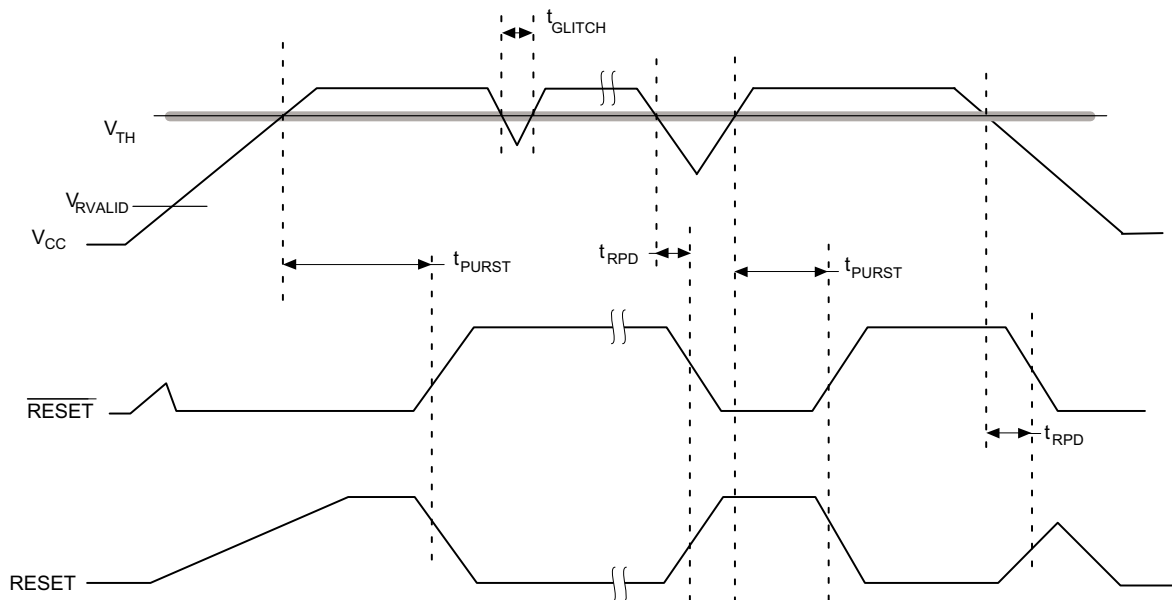 tGLITCH
VTH
VRVALID
VCC
tPURST
tRPD
tPURST
RESET
tRPD
RESET